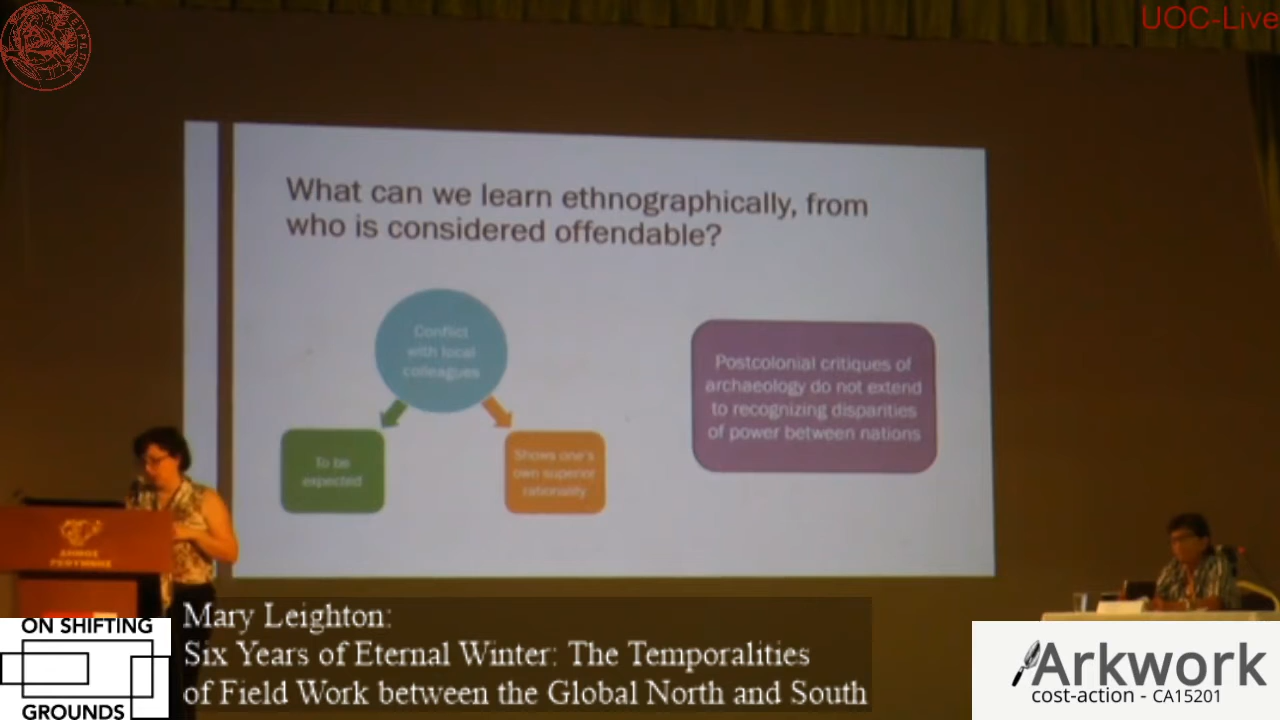 UOC-Live
What can we learn ethnographically, from
who is considered offendable?
Conflict
with local
colleagues
To be
expected
Shows one's
own superior
rationality
Postcolonial critiques of
archaeology do not extend
to recognizing disparities
of power between nations
ΔΗΜΟΣ
ΡΕΘΥΜΝΗΣ
ON SHIFTING
GROUNDS
Mary Leighton:
Six Years of Eternal Winter: The Temporalities
of Field Work between the Global North and South
Arkwork
cost-action - CA15201